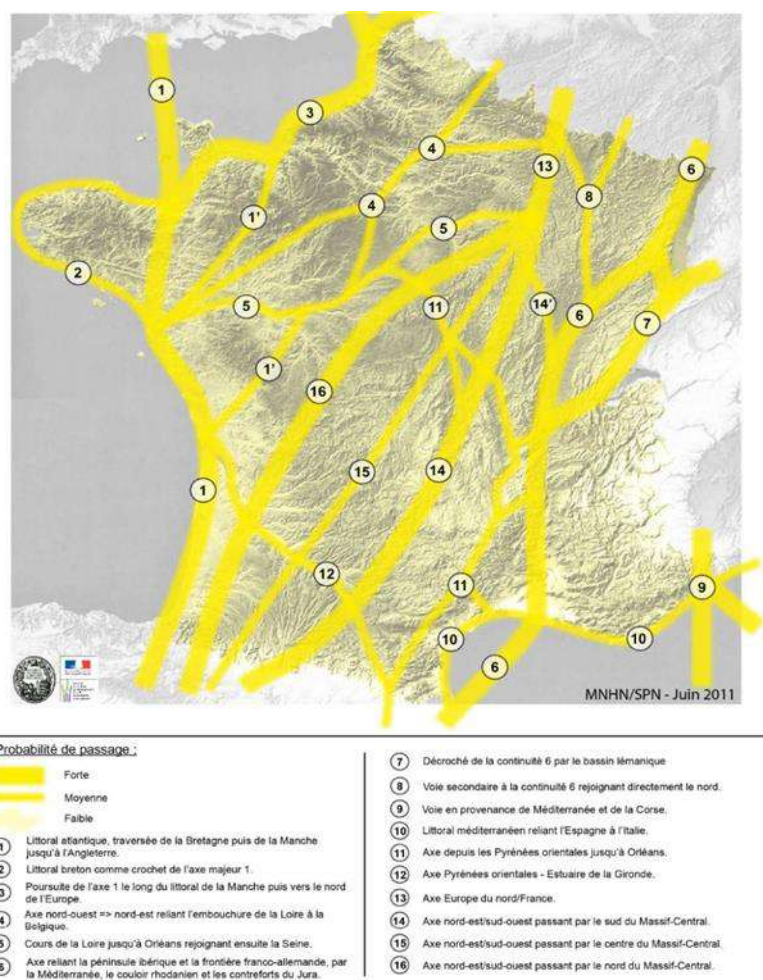 1
3
4
13
6
8
1'
4
5
2
14'
5
11
6
7
1'
16
15
14
1
12
11
9
10
10
6
MNHN/SPN - Juin 2011
Probabilité de passage :
Forte
Moyenne
Faible
1 Littoral atlantique, traversée de la Bretagne puis de la Manche
jusqu'à l'Angleterre.
2 Littoral breton comme crochet de l'axe majeur 1.
3 Poursuite de l'axe 1 le long du littoral de la Manche puis vers le nord
de l'Europe.
4 Axe nord-ouest => nord-est reliant l'embouchure de la Loire à la
Belgique.
5 Cours de la Loire jusqu'à Orléans rejoignant ensuite la Seine.
6 Axe reliant la péninsule ibérique et la frontière franco-allemande, par
la Méditerranée, le couloir rhodanien et les contreforts du Jura.
7 Décroché de la continuité 6 par le bassin lémanique
8 Voie secondaire à la continuité 6 rejoignant directement le nord.
9 Voie en provenance de Méditerranée et de la Corse.
10 Littoral méditerranéen reliant l'Espagne à l'Italie.
11 Axe depuis les Pyrénées orientales jusqu'à Orléans.
12 Axe Pyrénées orientales - Estuaire de la Gironde.
13 Axe Europe du nord/France.
14 Axe nord-est/sud-ouest passant par le sud du Massif-Central.
15 Axe nord-est/sud-ouest passant par le centre du Massif-Central.
16 Axe nord-est/sud-ouest passant par le nord du Massif-Central.